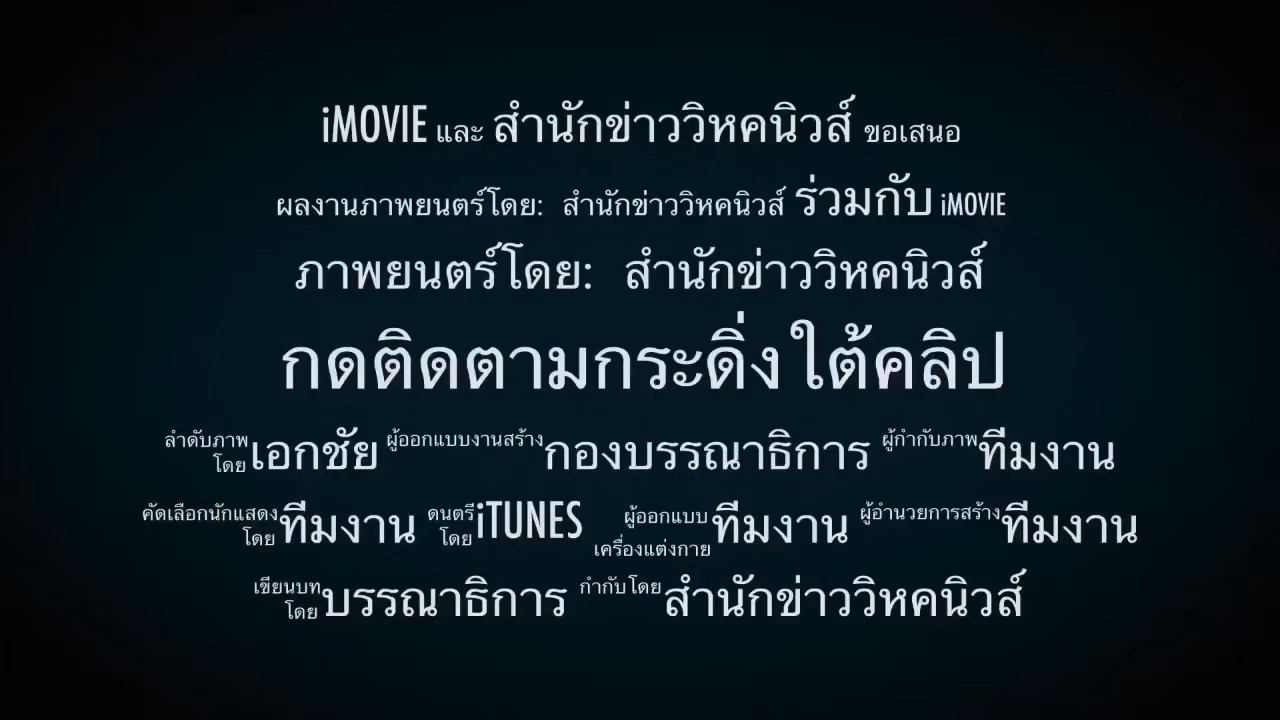 iMOVIE และ สำนักข่าววิหคนิวส์ ขอเสนอ
ผลงานภาพยนตร์โดย: สำนักข่าววิหคนิวส์ ร่วมกับ iMOVIE
ภาพยนตร์โดย: สำนักข่าววิหคนิวส์
กดติดตามกระดิ่ง ใต้คลิป
ลำดับภาพโดย เอกชัย ผู้ออกแบบงานสร้าง กองบรรณาธิการ ผู้กำกับภาพ ทีมงาน
คัดเลือกนักแสดงโดย ทีมงาน ดนตรีโดย iTUNES ผู้ออกแบบเครื่องแต่งกาย ทีมงาน ผู้อำนวยการสร้าง ทีมงาน
เขียนบทโดย บรรณาธิการ กำกับโดย สำนักข่าววิหคนิวส์